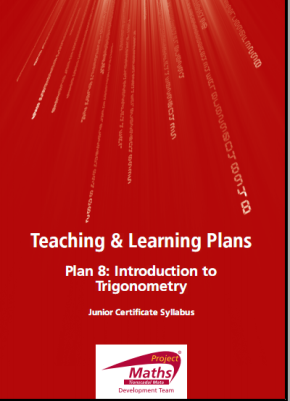 Teaching & Learning Plans
Plan 8: Introduction to
Trigonometry
Junior Certificate Syllabus
Project
Maths
Development Team